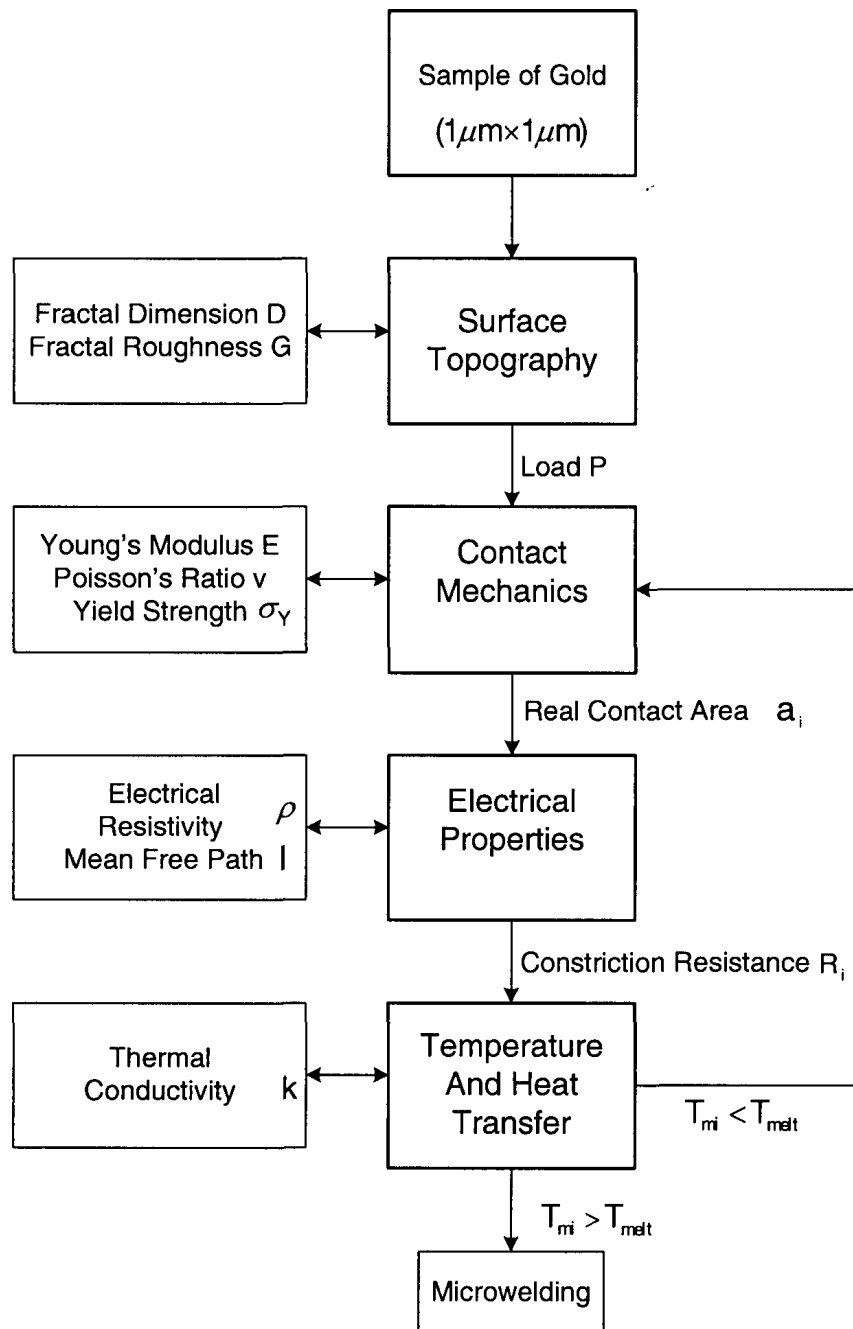 Sample of Gold
(1μm×1μm)
Fractal Dimension D
Fractal Roughness G
Surface
Topography
Load P
Young's Modulus E
Poisson's Ratio v
Yield Strength σY
Contact
Mechanics
Real Contact Area ai
Electrical
Resistivity ρ
Mean Free Path l
Electrical
Properties
Constriction Resistance Ri
Thermal
Conductivity k
Temperature
And Heat
Transfer
Tmi < Tmelt
Tmi > Tmelt
Microwelding